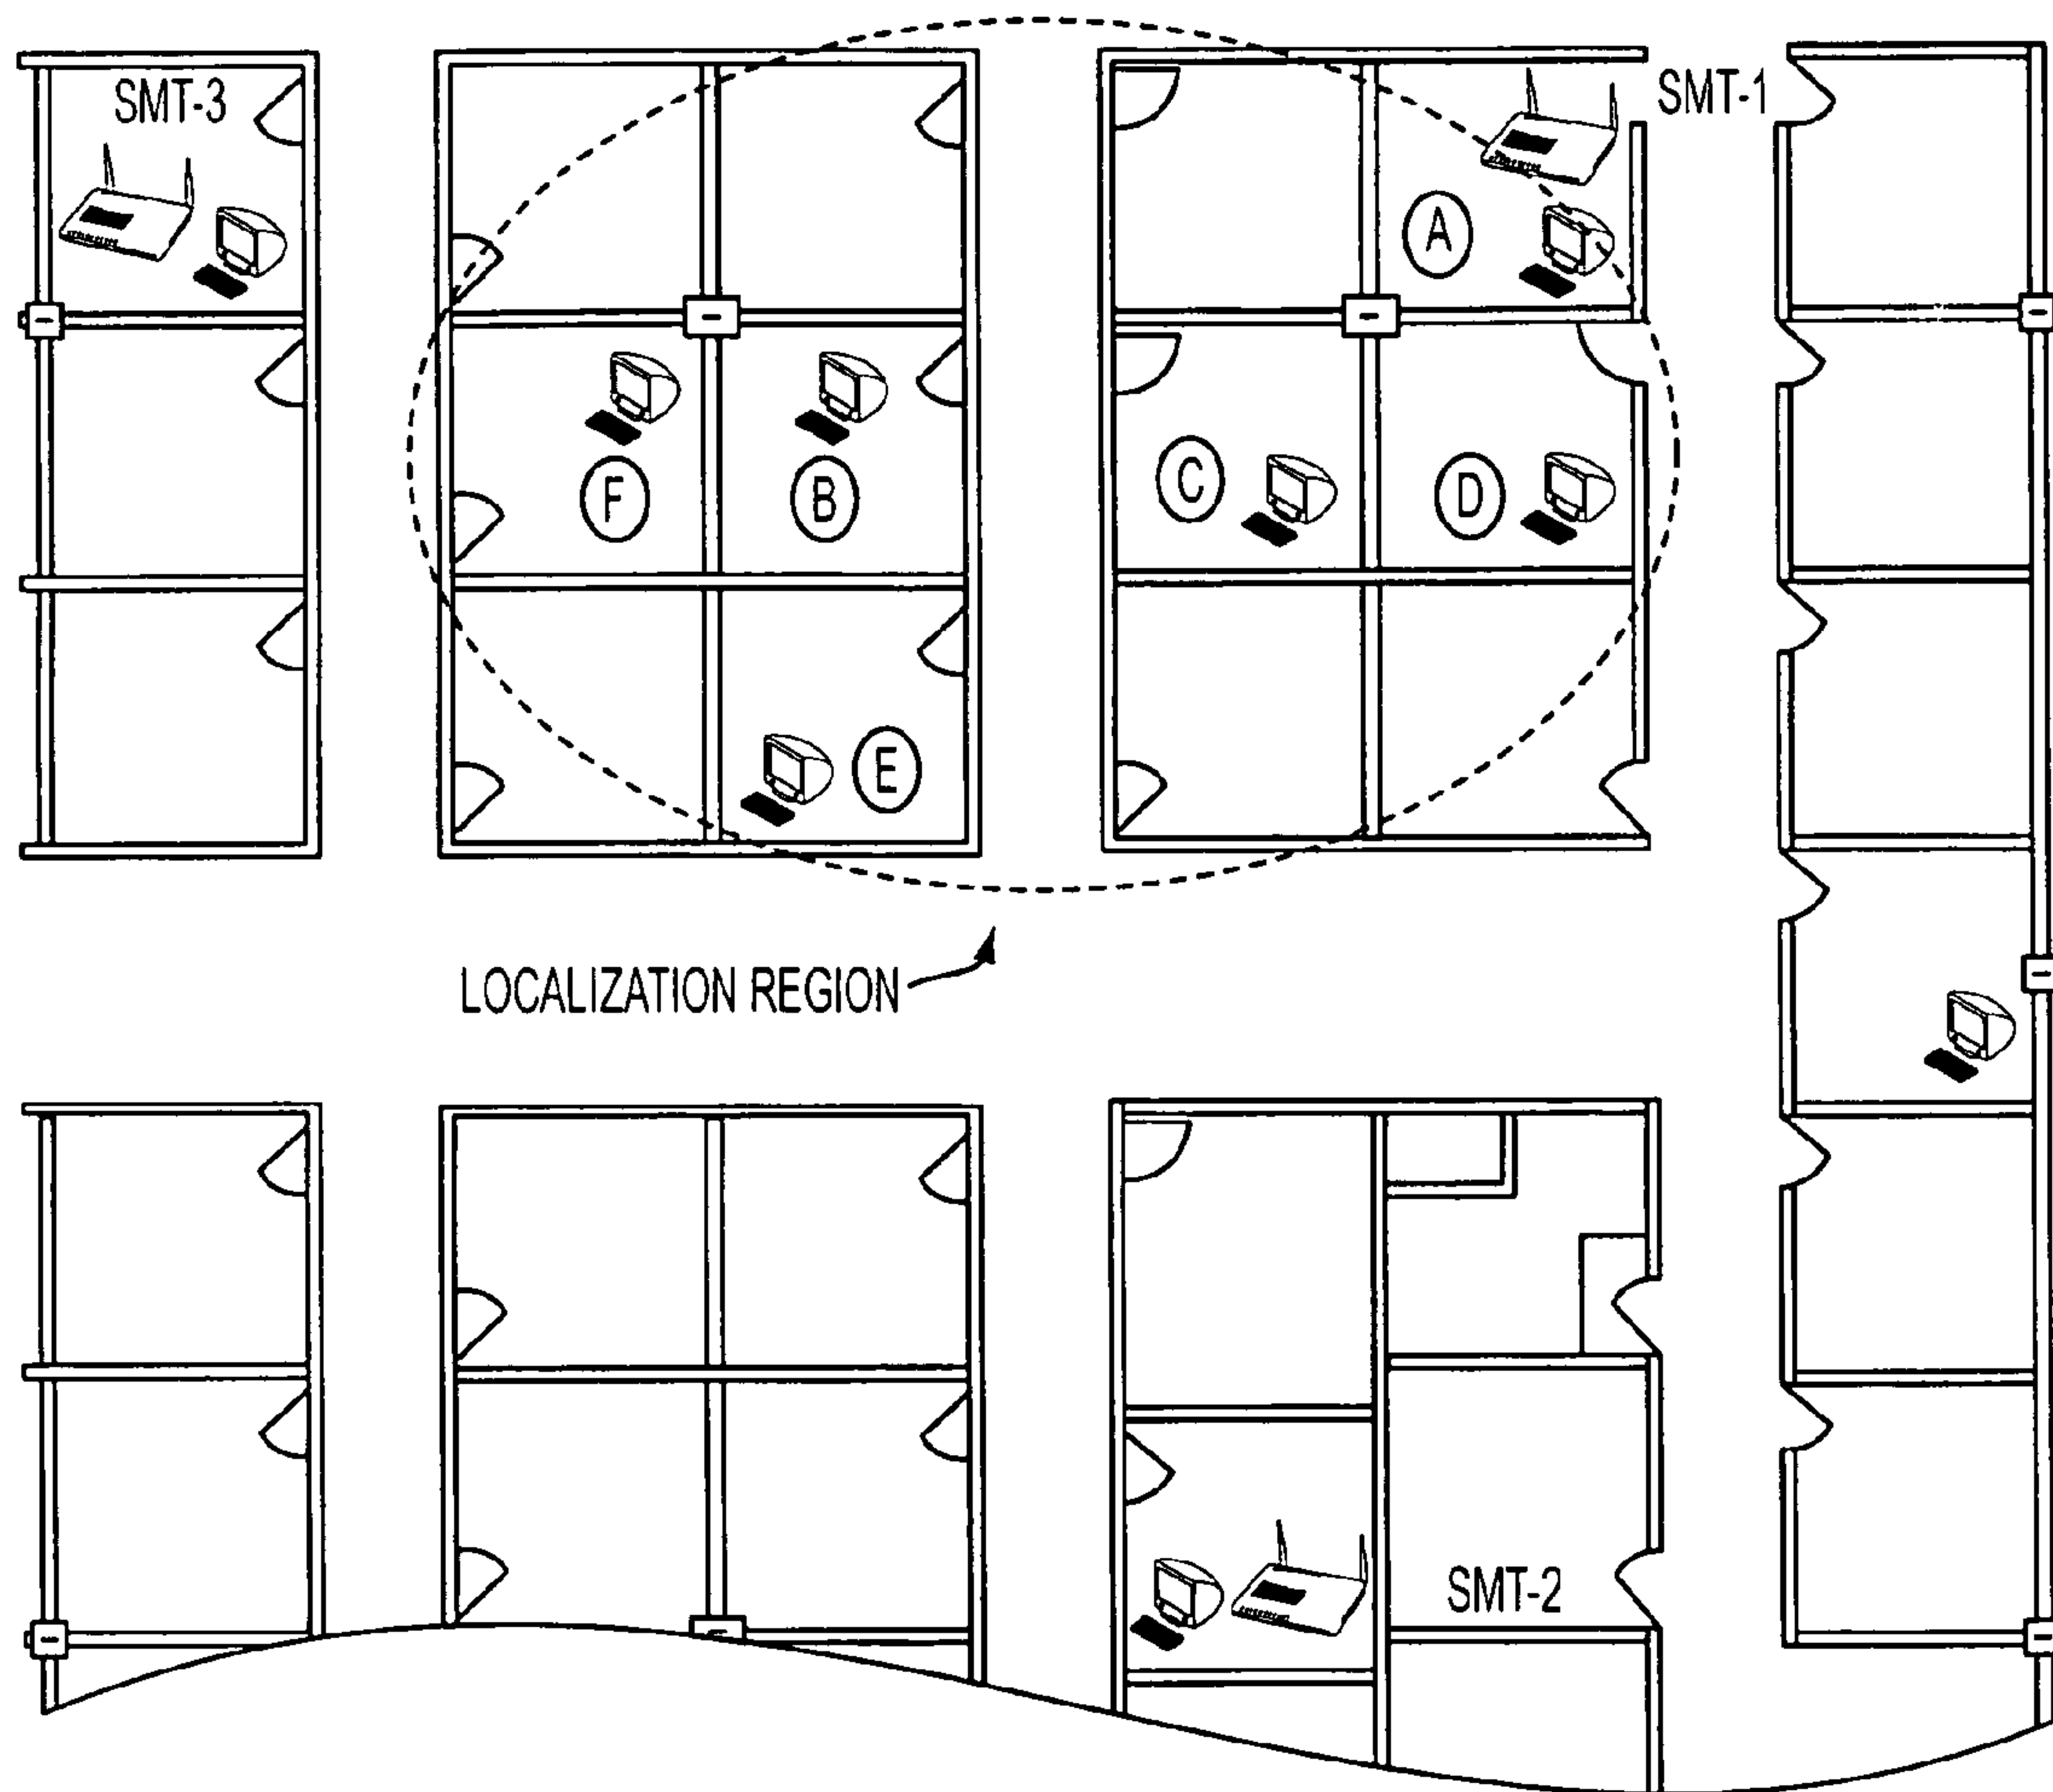 SMT-3
SMT-1
A
F
B
C
D
E
LOCALIZATION REGION
SMT-2